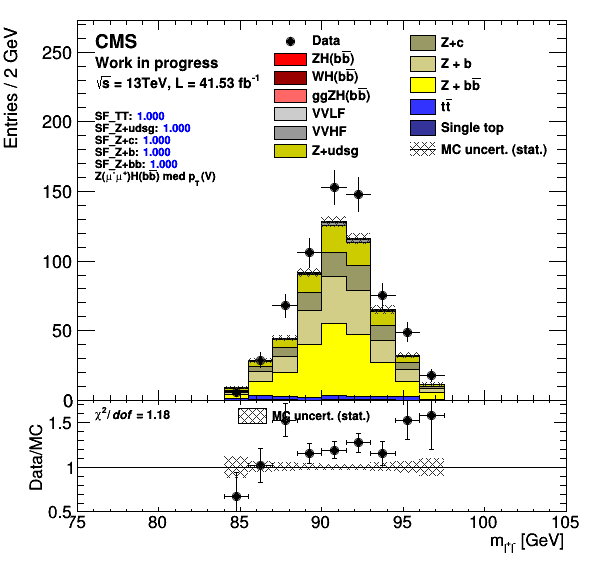 Entries / 2 GeV
250
200
150
100
50
0
CMS
Work in progress
√s = 13TeV, L = 41.53 fb⁻¹
SF_TT: 1.000
SF_Z+udsg: 1.000
SF_Z+c: 1.000
SF_Z+b: 1.000
SF_Z+bb: 1.000
Z(μ⁻μ⁺)H(bb̅) med p_T(V)
Data
ZH(bb̅)
WH(bb̅)
ggZH(bb̅)
VVLF
VVHF
Z+udsg
Z+c
Z + b
Z + bb̅
tt̅
Single top
MC uncert. (stat.)
Data/MC
1.5
1
0.5
χ²/dof = 1.18
MC uncert. (stat.)
75
80
85
90
95
100
105
m_l⁺l⁻ [GeV]